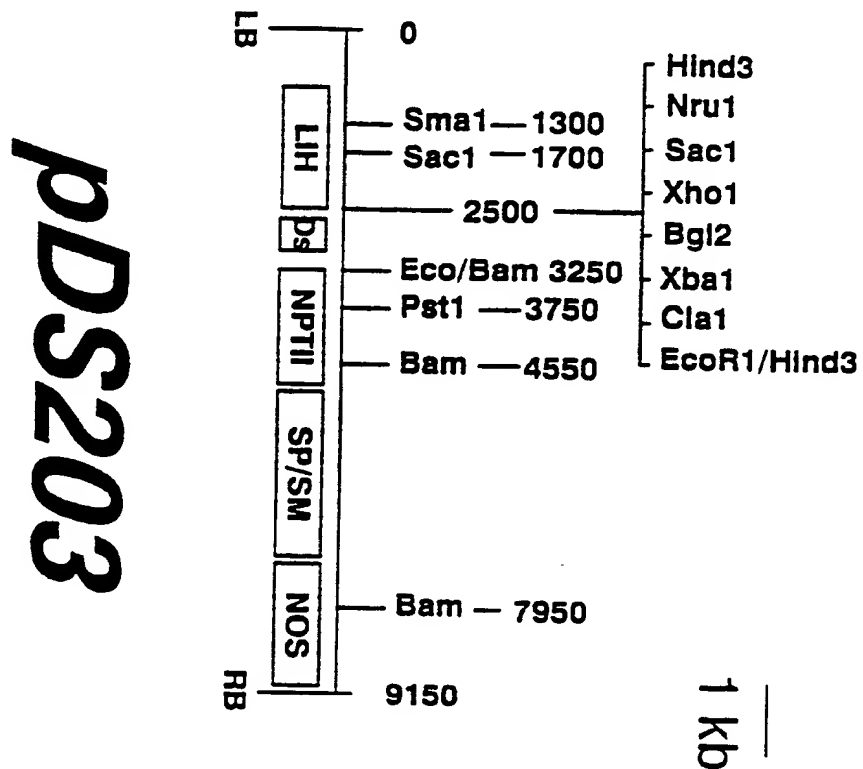 pDS203
LB
0
LIH
Sma1 — 1300
Sac1 — 1700
2500
Ds
Eco/Bam 3250
NPTII
Pst1 — 3750
Bam — 4550
SP/SM
NOS
Bam — 7950
RB
9150
Hind3
Nru1
Sac1
Xho1
Bgl2
Xba1
Cla1
EcoR1/Hind3
1 kb